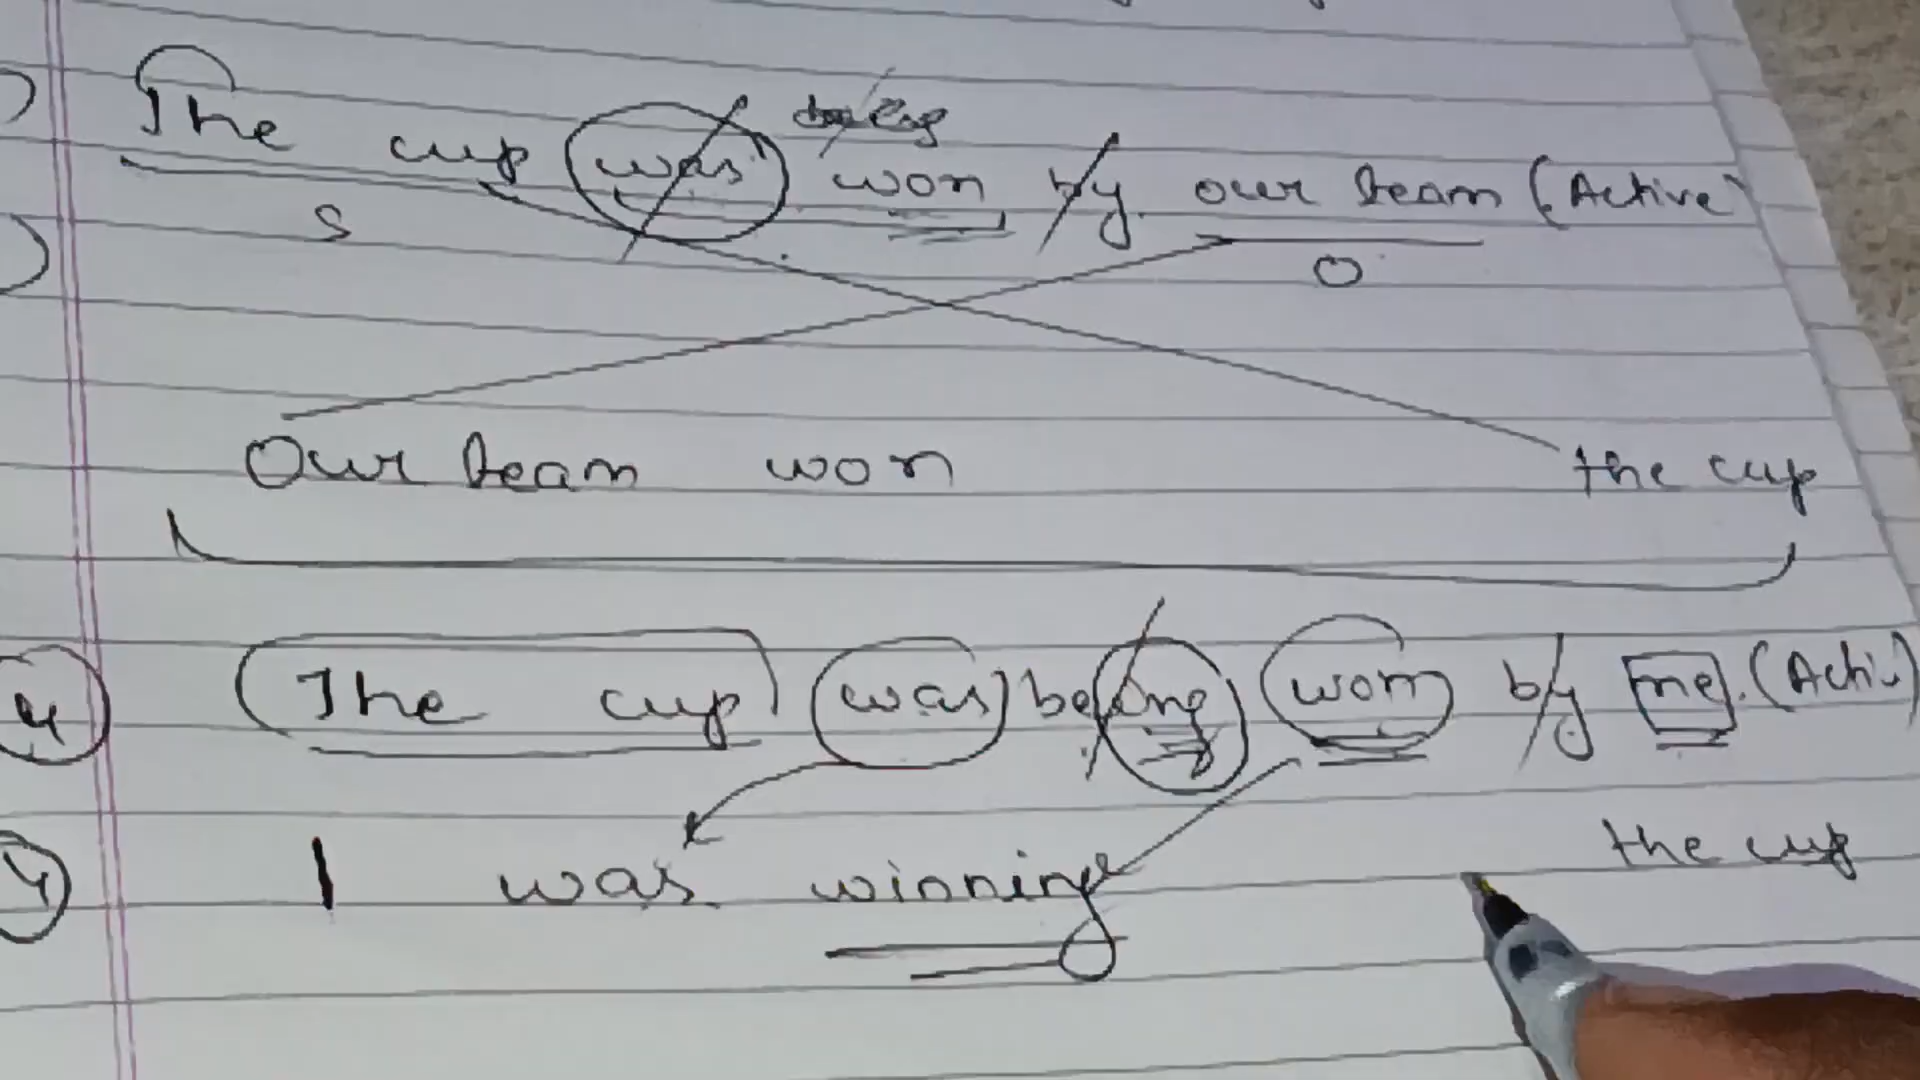 The cup was won by our team (Active)
S O
Our team won the cup
4 The cup was being won by me. (Activ
4 I was winning the cup